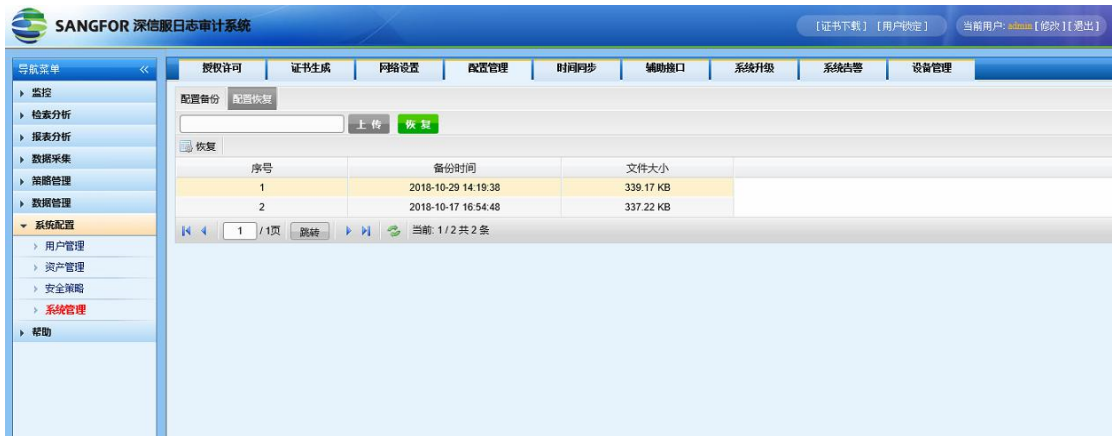 SANGFOR 深信服日志审计系统
[证书下载] [用户锁定] 当前用户: admin [修改] [退出]
导航菜单 «
监控
检索分析
报表分析
数据采集
策略管理
数据管理
系统配置
用户管理
资产管理
安全策略
系统管理
帮助
授权许可 证书生成 网络设置 配置管理 时间同步 辅助接口 系统升级 系统告警 设备管理
配置备份 配置恢复
上传 恢复
恢复
序号 备份时间 文件大小
1 2018-10-29 14:19:38 339.17 KB
2 2018-10-17 16:54:48 337.22 KB
1 / 1页 跳转 当前: 1 / 2 共 2 条